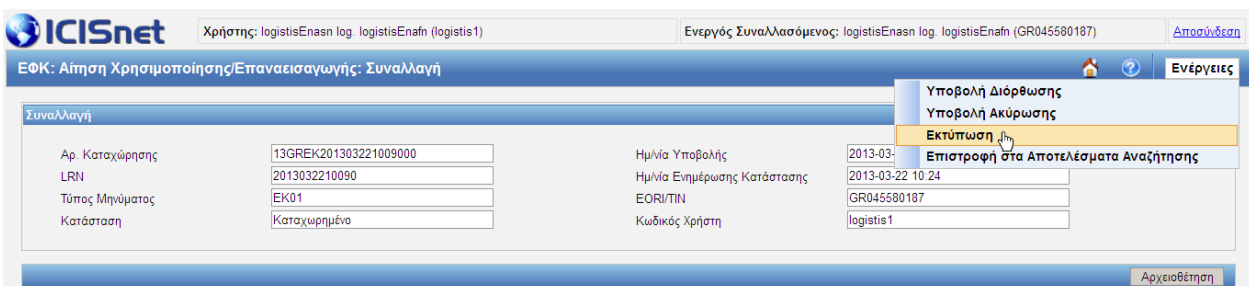 ICISnet Χρήστης: logistisEnasn log. logistisEnafn (logistis1) Ενεργός Συναλλασόμενος: logistisEnasn log. logistisEnafn (GR045580187) Αποσύνδεση
ΕΦΚ: Αίτηση Χρησιμοποίησης/Επαναεισαγωγής: Συναλλαγή Ενέργειες
Υποβολή Διόρθωσης
Υποβολή Ακύρωσης
Εκτύπωση
Επιστροφή στα Αποτελέσματα Αναζήτησης
Συναλλαγή
Αρ. Καταχώρησης 13GREK201303221009000 Ημ/νία Υποβολής 2013-03-
LRN 2013032210090 Ημ/νία Ενημέρωσης Κατάστασης 2013-03-22 10:24
Τύπος Μηνύματος EK01 EORI/TIN GR045580187
Κατάσταση Καταχωρημένο Κωδικός Χρήστη logistis1
Αρχειοθέτηση